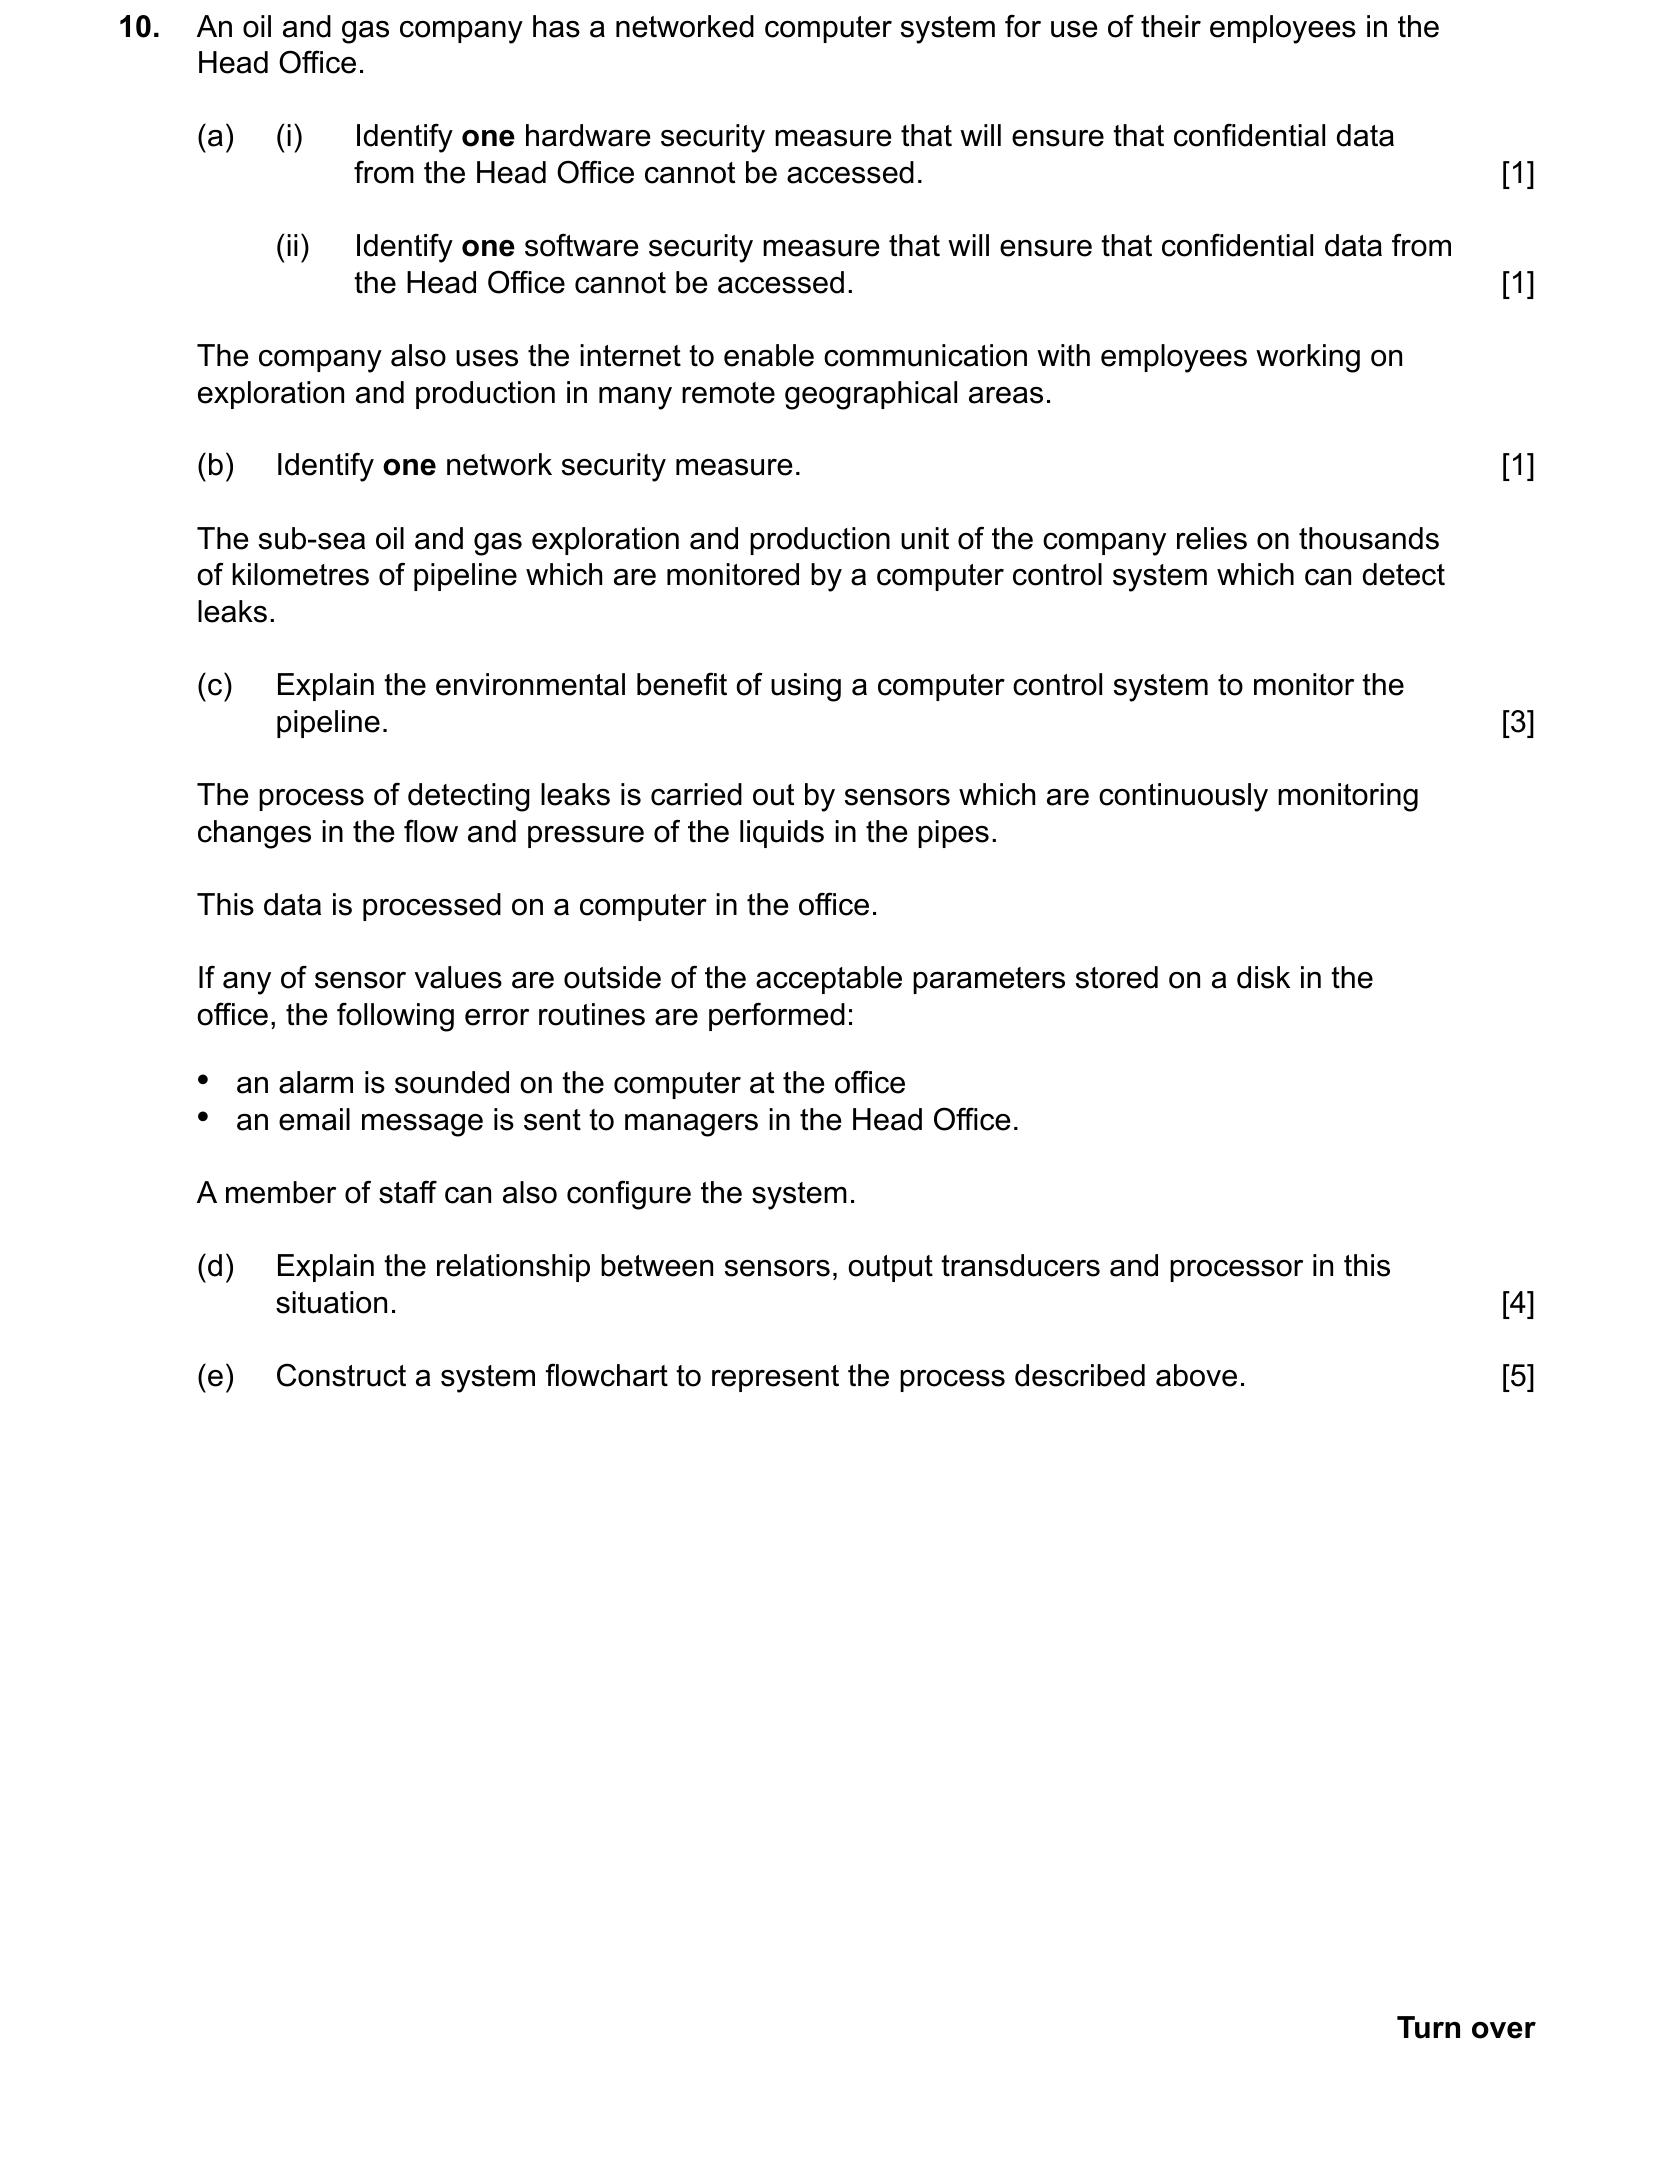 10. An oil and gas company has a networked computer system for use of their employees in the
Head Office.
(a) (i) Identify one hardware security measure that will ensure that confidential data
from the Head Office cannot be accessed. [1]
(ii) Identify one software security measure that will ensure that confidential data from
the Head Office cannot be accessed. [1]
The company also uses the internet to enable communication with employees working on
exploration and production in many remote geographical areas.
(b) Identify one network security measure. [1]
The sub-sea oil and gas exploration and production unit of the company relies on thousands
of kilometres of pipeline which are monitored by a computer control system which can detect
leaks.
(c) Explain the environmental benefit of using a computer control system to monitor the
pipeline. [3]
The process of detecting leaks is carried out by sensors which are continuously monitoring
changes in the flow and pressure of the liquids in the pipes.
This data is processed on a computer in the office.
If any of sensor values are outside of the acceptable parameters stored on a disk in the
office, the following error routines are performed:
• an alarm is sounded on the computer at the office
• an email message is sent to managers in the Head Office.
A member of staff can also configure the system.
(d) Explain the relationship between sensors, output transducers and processor in this
situation. [4]
(e) Construct a system flowchart to represent the process described above. [5]
Turn over